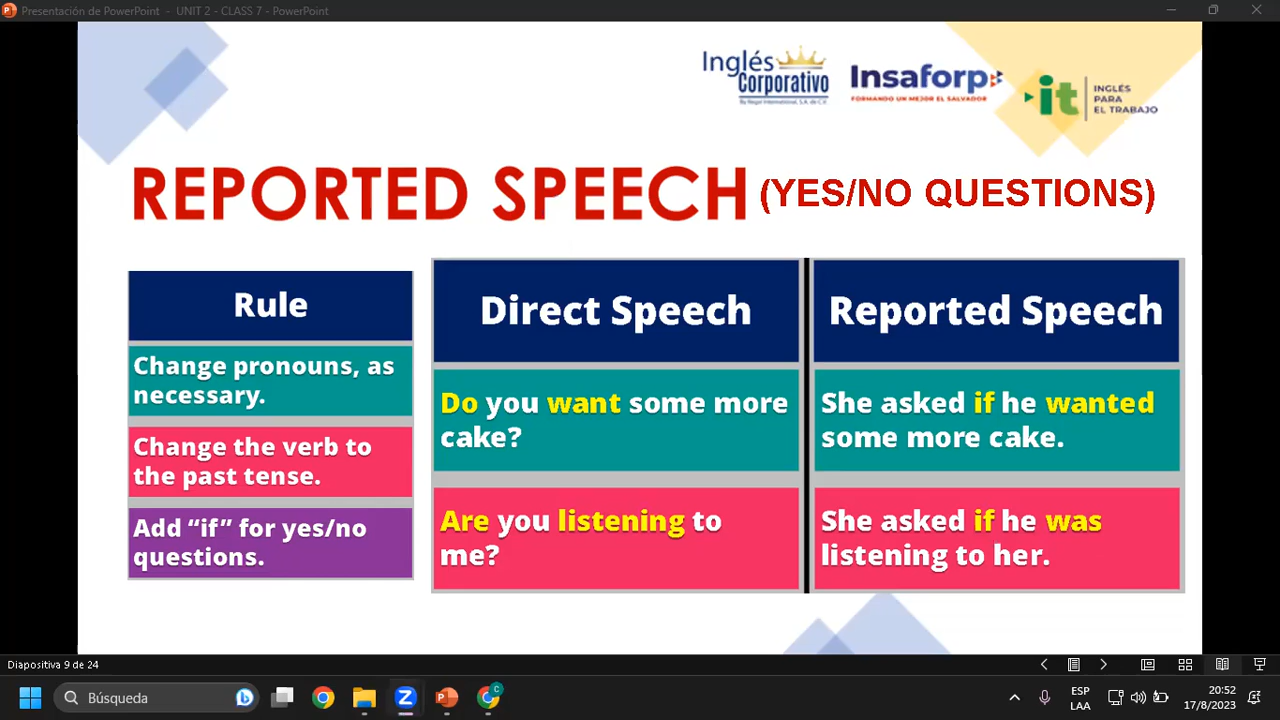 Presentación de PowerPoint - UNIT 2 - CLASS 7 - PowerPoint
Inglés
Corporativo
Insaforp
FORMANDO UN MEJOR EL SALVADOR
it
INGLÉS
PARA
EL TRABAJO
REPORTED SPEECH (YES/NO QUESTIONS)
Rule
Change pronouns, as
necessary.
Change the verb to
the past tense.
Add “if” for yes/no
questions.
Direct Speech
Reported Speech
Do you want some more
cake?
She asked if he wanted
some more cake.
Are you listening to
me?
She asked if he was
listening to her.
Diapositiva 9 de 24
Búsqueda
ESP
LAA
20:52
17/8/2023